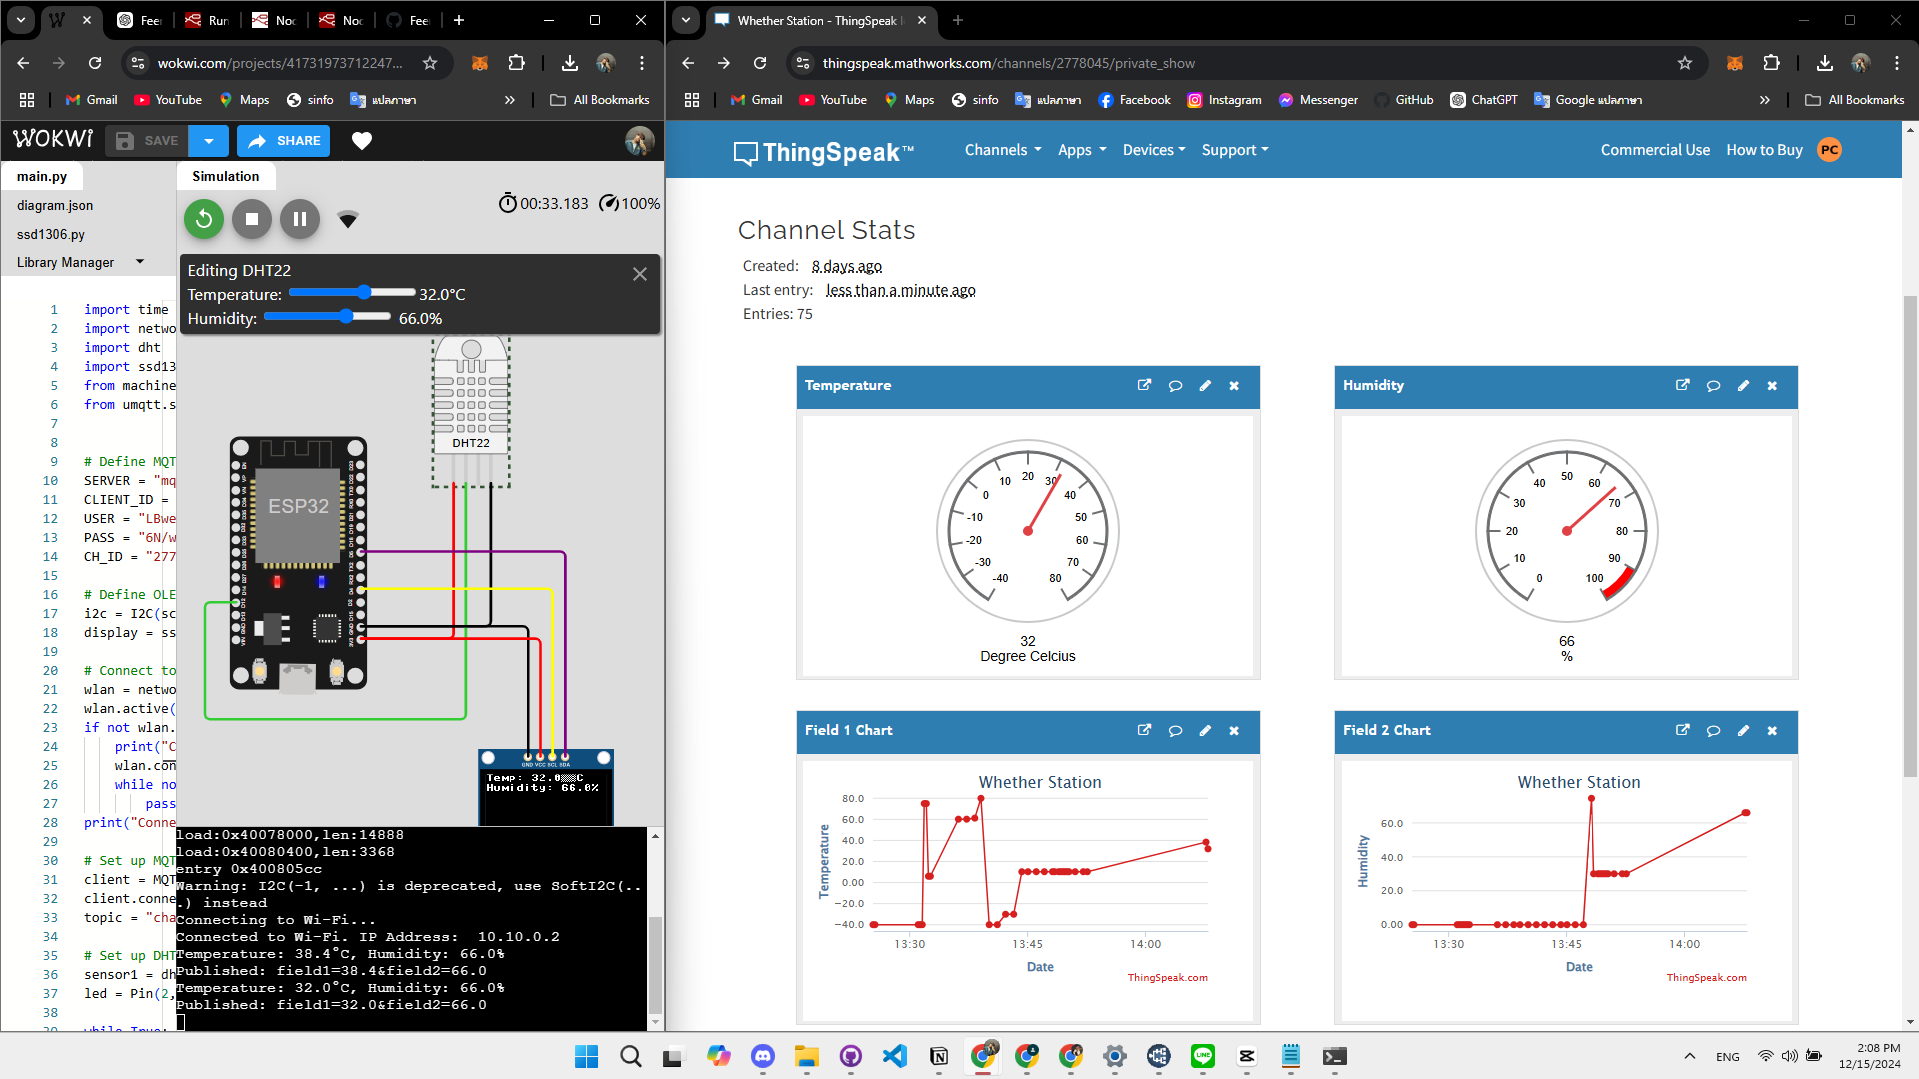 Fee
Run
Noc
Noc
Fee
wokwi.com/projects/41731973712247...
Gmail
YouTube
Maps
sinfo
แปลภาษา
All Bookmarks
WOKWI
SAVE
SHARE
main.py
diagram.json
ssd1306.py
Library Manager
Simulation
00:33.183
100%
Editing DHT22
Temperature: 32.0°C
Humidity: 66.0%
1 import time
2 import netwo
3 import dht
4 import ssd13
5 from machine
6 from umqtt.s
7
8
9 # Define MQT
10 SERVER = "mq
11 CLIENT_ID =
12 USER = "LBwe
13 PASS = "6N/w
14 CH_ID = "277
15
16 # Define OLE
17 i2c = I2C(sc
18 display = ss
19
20 # Connect to
21 wlan = netwo
22 wlan.active(
23 if not wlan.
24 print("C
25 wlan.con
26 while no
27 pass
28 print("Conne
29
30 # Set up MQT
31 client = MQT
32 client.conne
33 topic = "cha
34
35 # Set up DHT
36 sensor1 = dh
37 led = Pin(2,
38
39 while True:
DHT22
ESP32
GND VCC SCL SDA
Temp: 32.0▒▒C
Humidity: 66.0%
load:0x40078000,len:14888
load:0x40080400,len:3368
entry 0x400805cc
Warning: I2C(-1, ...) is deprecated, use SoftI2C(..
.) instead
Connecting to Wi-Fi...
Connected to Wi-Fi. IP Address:  10.10.0.2
Temperature: 38.4°C, Humidity: 66.0%
Published: field1=38.4&field2=66.0
Temperature: 32.0°C, Humidity: 66.0%
Published: field1=32.0&field2=66.0
Whether Station - ThingSpeak I
thingspeak.mathworks.com/channels/2778045/private_show
Gmail
YouTube
Maps
sinfo
แปลภาษา
Facebook
Instagram
Messenger
GitHub
ChatGPT
Google แปลภาษา
All Bookmarks
ThingSpeak™
Channels
Apps
Devices
Support
Commercial Use
How to Buy
PC
Channel Stats
Created: 8 days ago
Last entry: less than a minute ago
Entries: 75
Temperature
-40 -30 -20 -10 0 10 20 30 40 50 60 70 80
32
Degree Celcius
Humidity
0 10 20 30 40 50 60 70 80 90 100
66
%
Field 1 Chart
Whether Station
Temperature
80.0
60.0
40.0
20.0
0.00
−20.0
−40.0
13:30 13:45 14:00
Date
ThingSpeak.com
Field 2 Chart
Whether Station
Humidity
60.0
40.0
20.0
0.00
13:30 13:45 14:00
Date
ThingSpeak.com
LINE
ENG
2:08 PM
12/15/2024